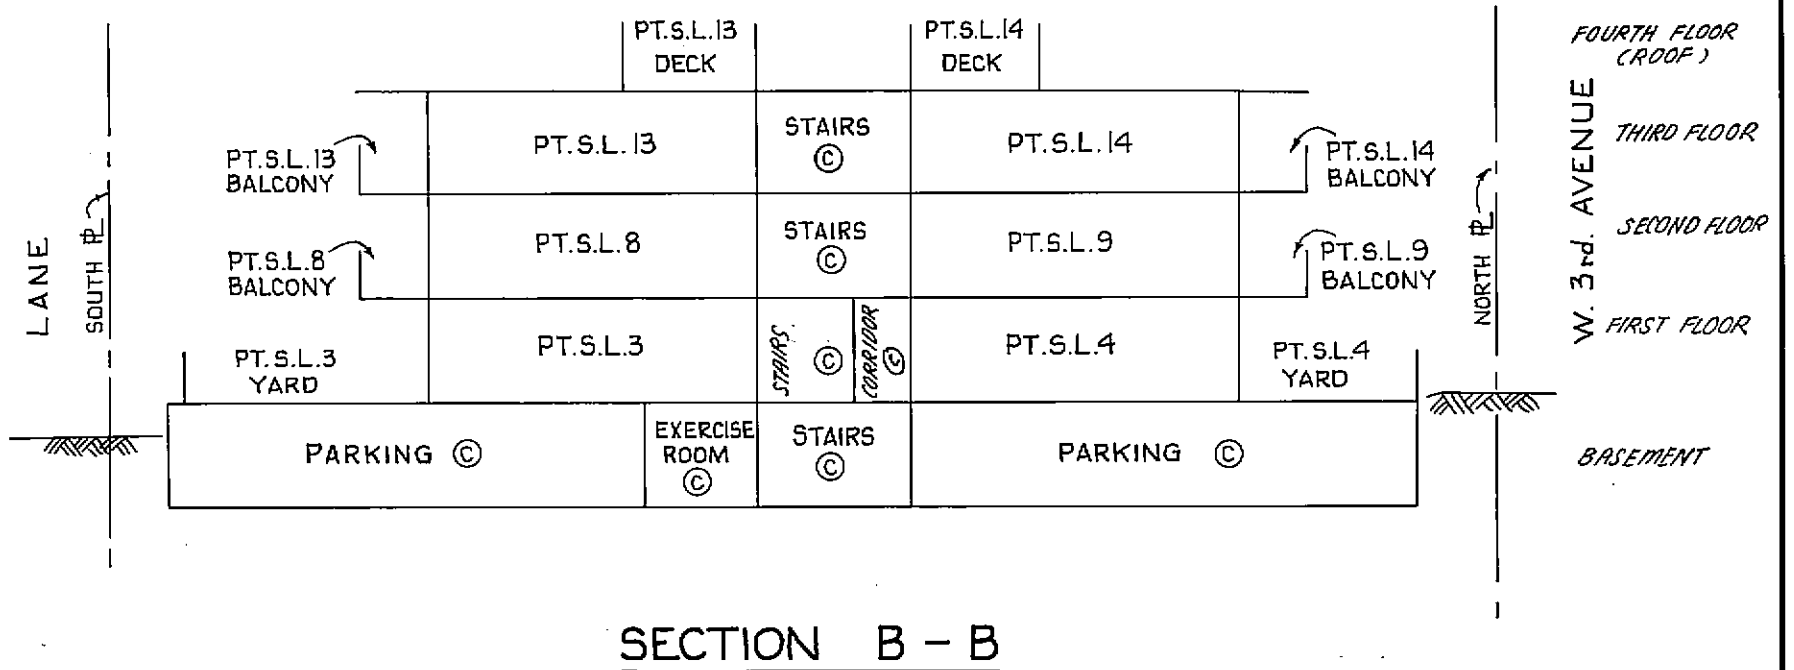 PT.S.L.13
DECK
PT.S.L.14
DECK
FOURTH FLOOR
(ROOF)
PT.S.L.13
BALCONY
PT.S.L.13
STAIRS
©
PT.S.L.14
PT.S.L.14
BALCONY
THIRD FLOOR
PT.S.L.8
BALCONY
PT.S.L.8
STAIRS
©
PT.S.L.9
PT.S.L.9
BALCONY
SECOND FLOOR
LANE
SOUTH PL
PT.S.L.3
YARD
PT.S.L.3
STAIRS
©
CORRIDOR
©
PT.S.L.4
PT.S.L.4
YARD
NORTH PL
W. 3rd. AVENUE
FIRST FLOOR
PARKING ©
EXERCISE
ROOM
©
STAIRS
©
PARKING ©
BASEMENT
SECTION B - B